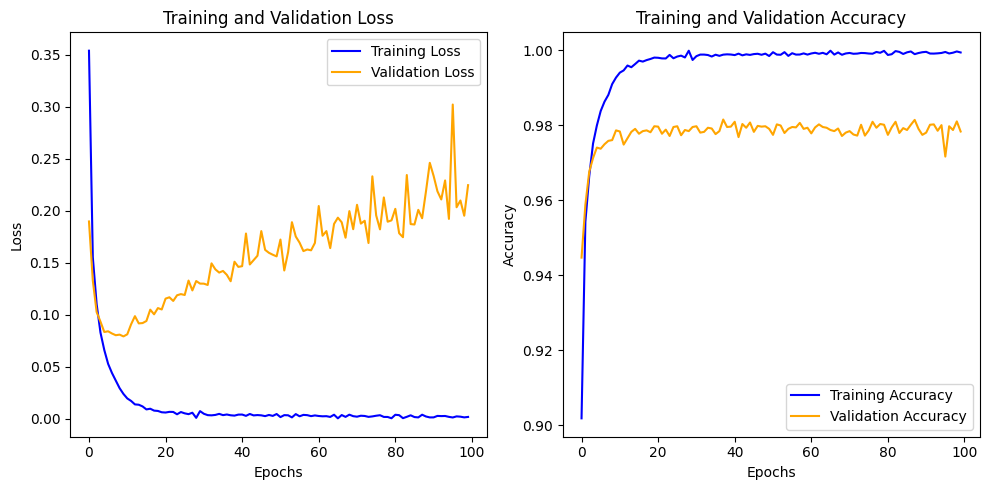 Training and Validation Loss
Training Loss
Validation Loss
0.35
0.30
0.25
0.20
0.15
0.10
0.05
0.00
Loss
0 20 40 60 80 100
Epochs
Training and Validation Accuracy
1.00
0.98
0.96
0.94
0.92
0.90
Accuracy
Training Accuracy
Validation Accuracy
0 20 40 60 80 100
Epochs